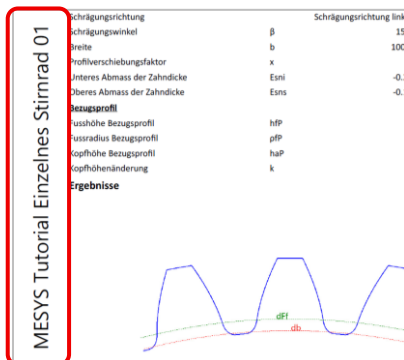 MESYS Tutorial Einzelnes Stirnrad 01
Schrägungsrichtung Schrägungsrichtung link
Schrägungswinkel β 15
Breite b 100
Profilverschiebungsfaktor x
Unteres Abmass der Zahndicke Esni -0.
Oberes Abmass der Zahndicke Esns -0.
Bezugsprofil
Fusshöhe Bezugsprofil hfP
Fussradius Bezugsprofil ρfP
Kopfhöhe Bezugsprofil haP
Kopfhöhenänderung k
Ergebnisse
dFf
db